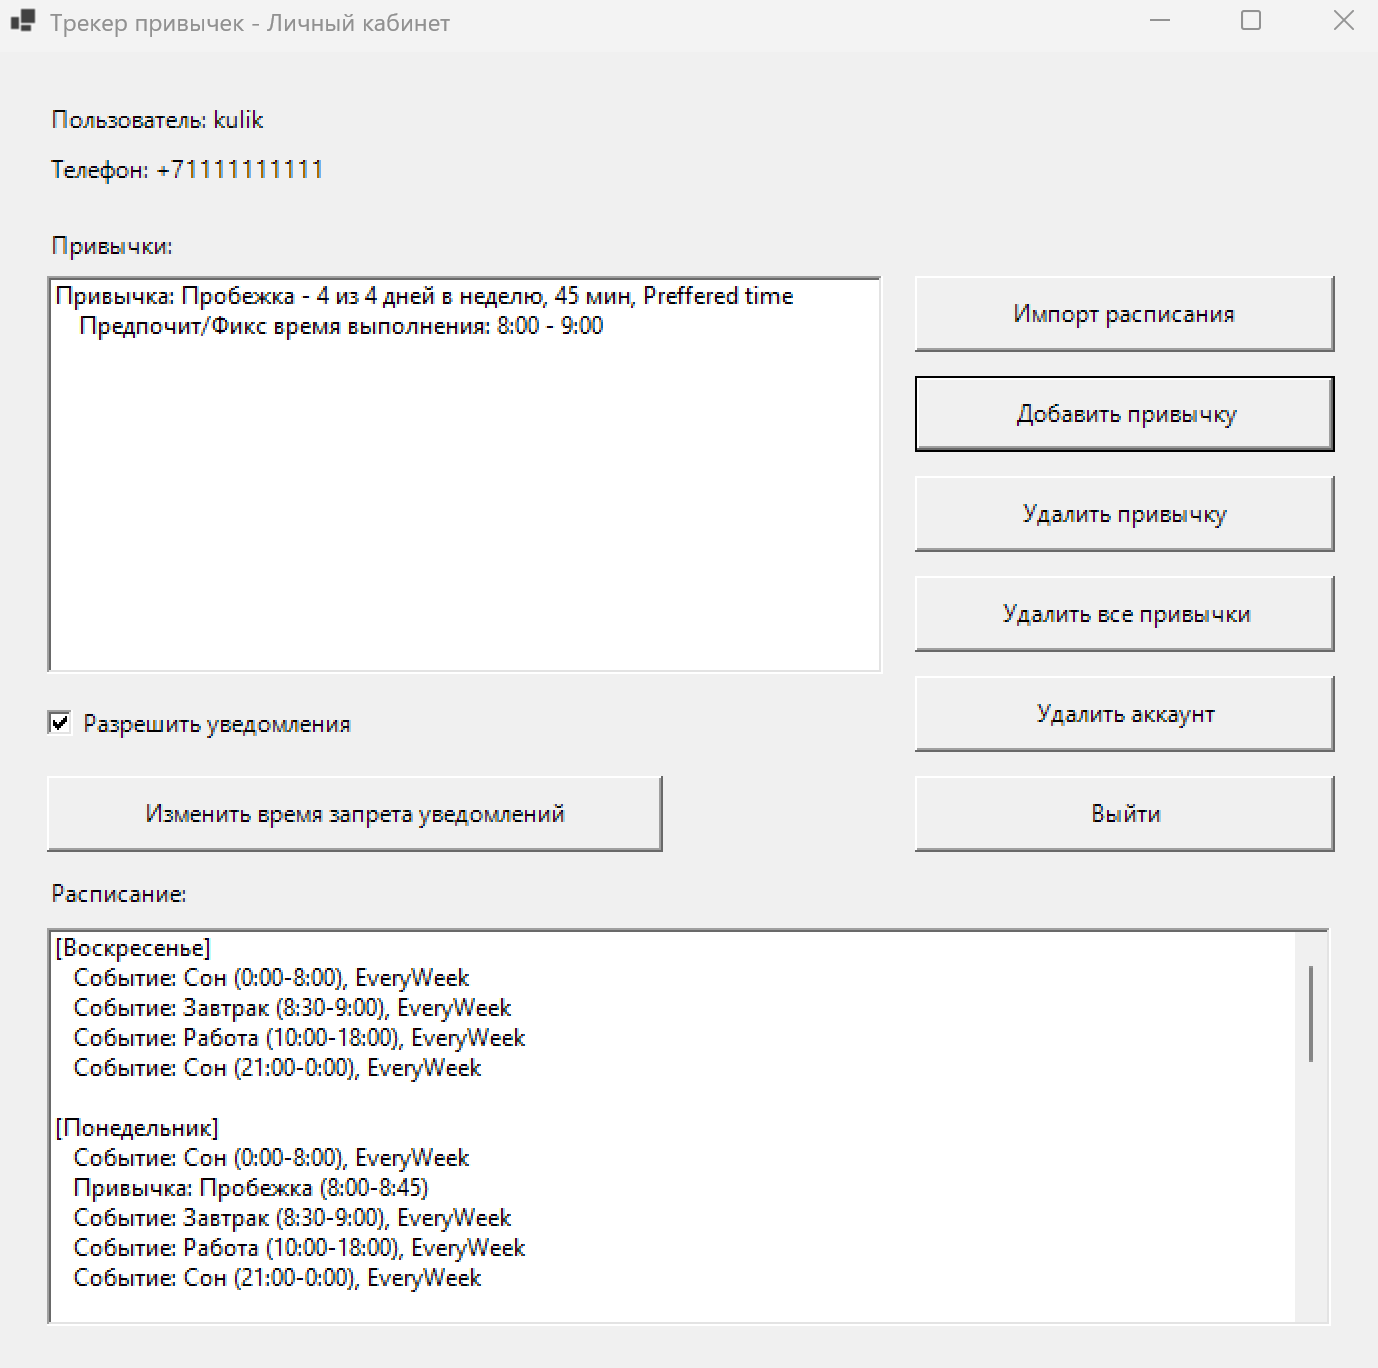 Трекер привычек - Личный кабинет
Пользователь: kulik
Телефон: +71111111111
Привычки:
Привычка: Пробежка - 4 из 4 дней в неделю, 45 мин, Preffered time
Предпочит/Фикс время выполнения: 8:00 - 9:00
Импорт расписания
Добавить привычку
Удалить привычку
Удалить все привычки
Удалить аккаунт
Разрешить уведомления
Изменить время запрета уведомлений
Выйти
Расписание:
[Воскресенье]
Событие: Сон (0:00-8:00), EveryWeek
Событие: Завтрак (8:30-9:00), EveryWeek
Событие: Работа (10:00-18:00), EveryWeek
Событие: Сон (21:00-0:00), EveryWeek
[Понедельник]
Событие: Сон (0:00-8:00), EveryWeek
Привычка: Пробежка (8:00-8:45)
Событие: Завтрак (8:30-9:00), EveryWeek
Событие: Работа (10:00-18:00), EveryWeek
Событие: Сон (21:00-0:00), EveryWeek